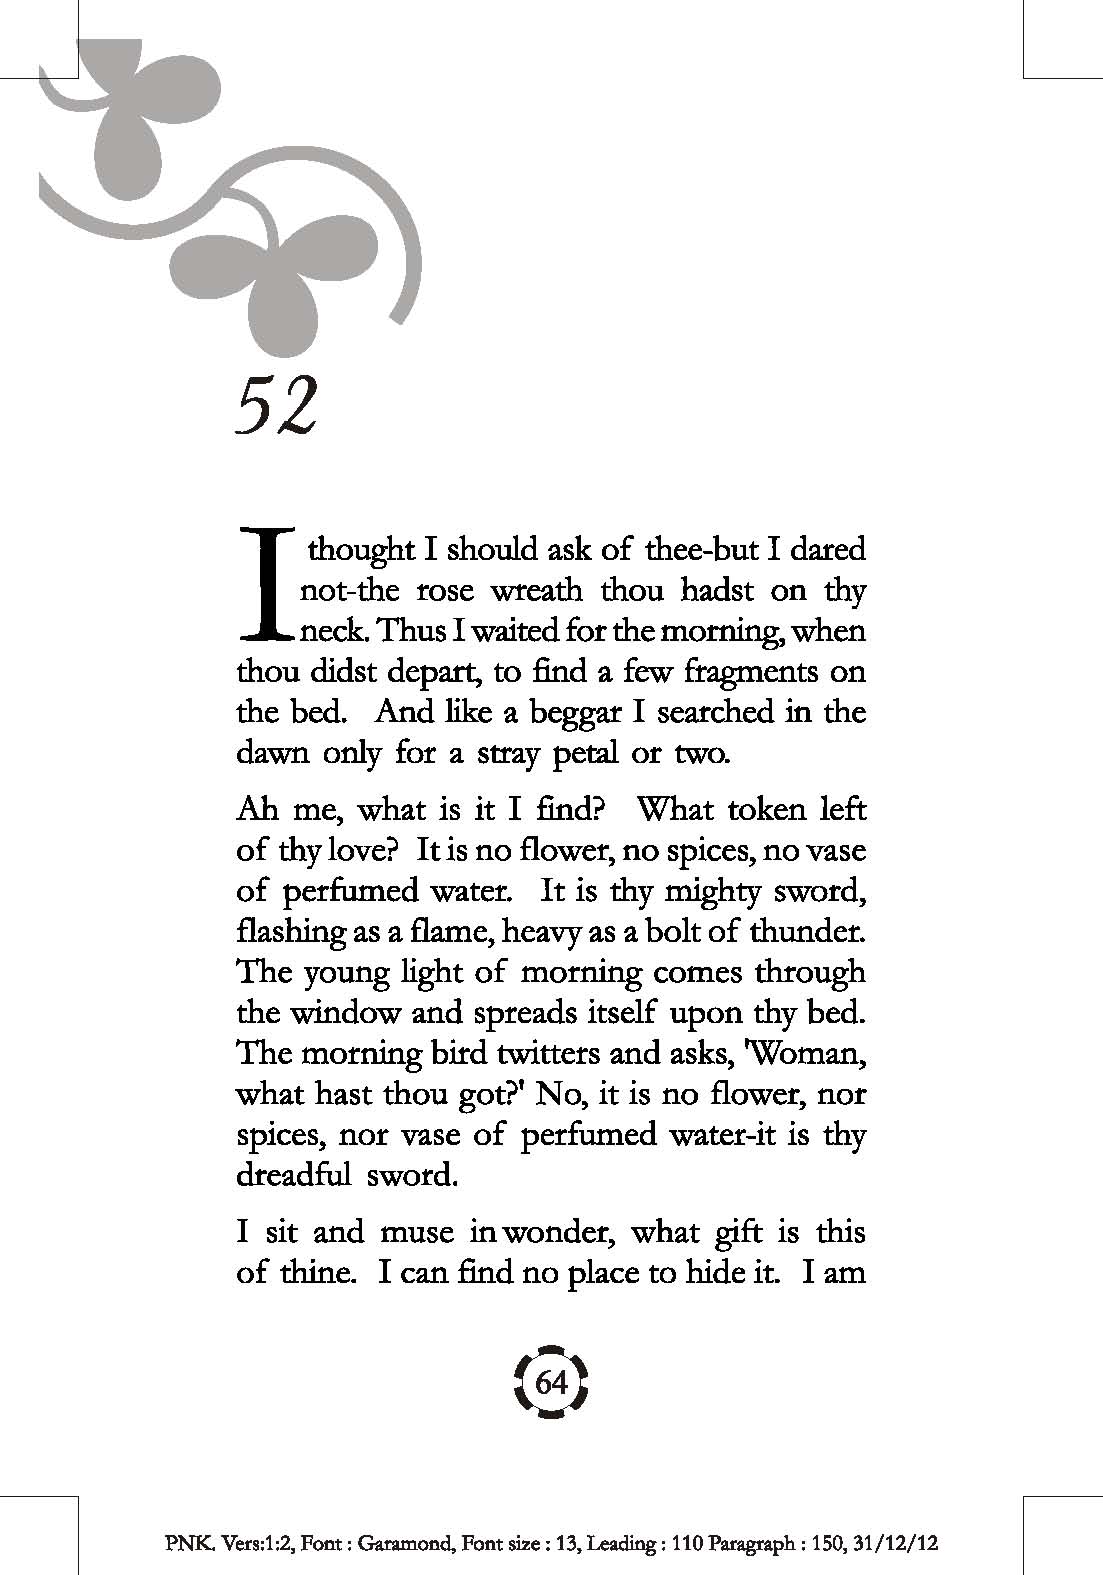 52
I thought I should ask of thee-but I dared
not-the rose wreath thou hadst on thy
neck. Thus I waited for the morning, when
thou didst depart, to find a few fragments on
the bed. And like a beggar I searched in the
dawn only for a stray petal or two.
Ah me, what is it I find? What token left
of thy love? It is no flower, no spices, no vase
of perfumed water. It is thy mighty sword,
flashing as a flame, heavy as a bolt of thunder.
The young light of morning comes through
the window and spreads itself upon thy bed.
The morning bird twitters and asks, 'Woman,
what hast thou got?' No, it is no flower, nor
spices, nor vase of perfumed water-it is thy
dreadful sword.
I sit and muse in wonder, what gift is this
of thine. I can find no place to hide it. I am
64
PNK. Vers:1:2, Font : Garamond, Font size : 13, Leading : 110 Paragraph : 150, 31/12/12